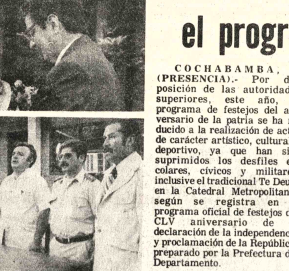 el progr
COCHABAMBA,
(PRESENCIA).- Por d
posición de las autoridad
superiores, este año,
programa de festejos del a
versario de la patria se ha
ducido a la realización de act
de carácter artístico, cultura
deportivo, ya que han si
suprimidos los desfiles e
colares, cívicos y militare
inclusive el tradicional Te Deu
en la Catedral Metropolitan
según se registra en
programa oficial de festejos d
CLV aniversario de
declaración de la independenc
y proclamación de la Repúblic
preparado por la Prefectura d
Departamento.